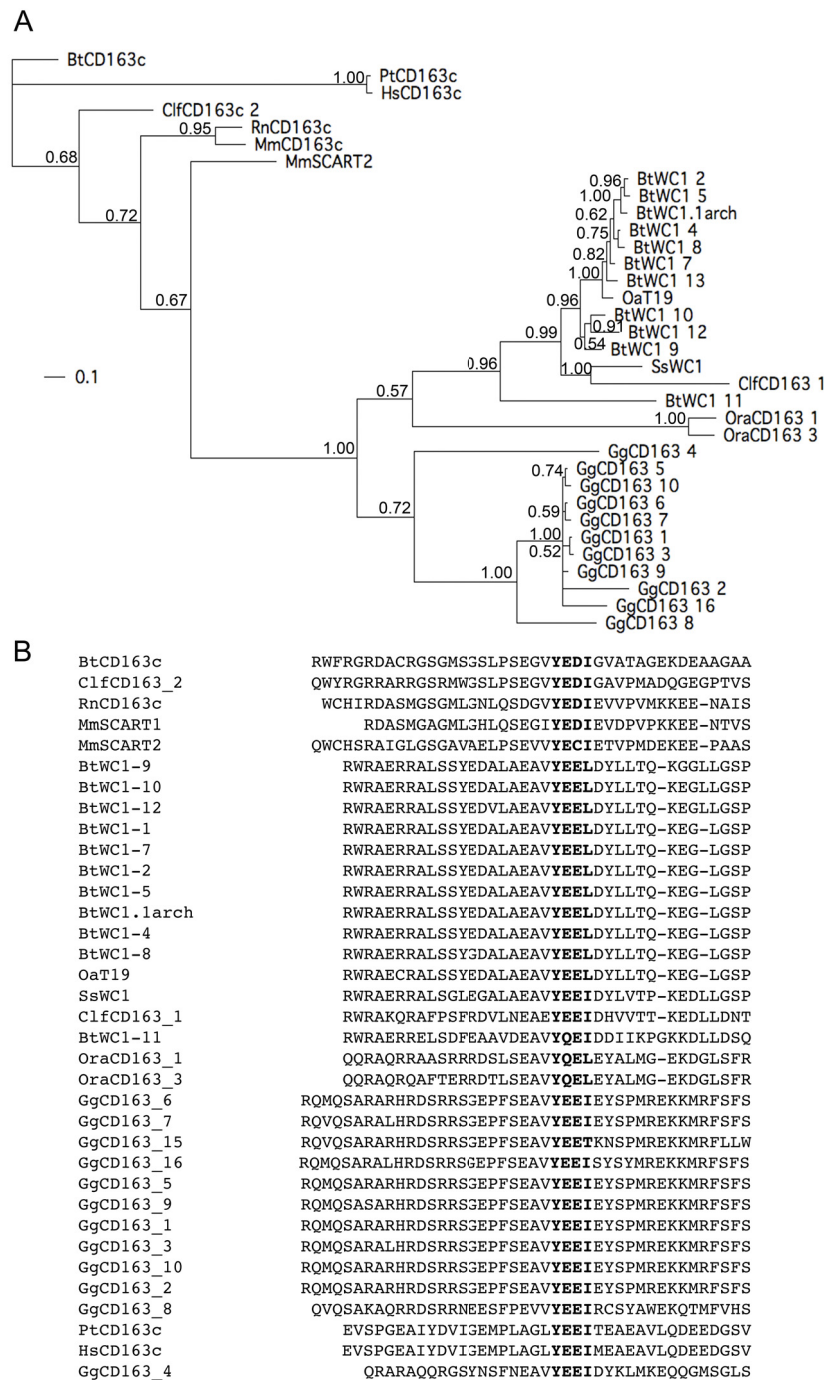 A
BtCD163c
1.00
PtCD163c
HsCD163c
ClfCD163c 2
0.95
RnCD163c
0.68
MmCD163c
MmSCART2
0.96
BtWC1 2
1.00
BtWC1 5
0.62
BtWC1.1arch
0.72
0.75
BtWC1 4
BtWC1 8
0.82
BtWC1 7
1.00
BtWC1 13
0.67
0.96
OaT19
BtWC1 10
0.91
BtWC1 12
0.99
0.54
BtWC1 9
0.96
1.00
SsWC1
0.1
ClfCD163 1
0.57
BtWC1 11
1.00
OraCD163 1
OraCD163 3
1.00
GgCD163 4
0.74
GgCD163 5
GgCD163 10
0.72
0.59
GgCD163 6
GgCD163 7
1.00
GgCD163 1
0.52
GgCD163 3
1.00
GgCD163 9
GgCD163 2
GgCD163 16
GgCD163 8
B
BtCD163c RWFRGRDACRGSGMSGSLPSEGVYEDIGVATAGEKDEAAGAA
ClfCD163_2 QWYRGRRARRGSRMWGSLPSEGVYEDIGAVPMADQGEGPTVS
RnCD163c WCHIRDASMGSGMLGNLQSDGVYEDIEVVPVMKKEE-NAIS
MmSCART1 RDASMGAGMLGHLQSEGIYEDIEVDPVPKKEE-NTVS
MmSCART2 QWCHSRAIGLGSGAVAELPSEVVYECIETVPMDEKEE-PAAS
BtWC1-9 RWRAERRALSSYEDALAEAVYEELDYLLTQ-KGGLLGSP
BtWC1-10 RWRAERRALSSYEDALAEAVYEELDYLLTQ-KEGLLGSP
BtWC1-12 RWRAERRALSSYEDVLAEAVYEELDYLLTQ-KEGLLGSP
BtWC1-1 RWRAERRALSSYEDALAEAVYEELDYLLTQ-KEG-LGSP
BtWC1-7 RWRAERRALSSYEDALAEAVYEELDYLLTQ-KEG-LGSP
BtWC1-2 RWRAERRALSSYEDALAEAVYEELDYLLTQ-KEG-LGSP
BtWC1-5 RWRAERRALSSYEDALAEAVYEELDYLLTQ-KEG-LGSP
BtWC1.1arch RWRAERRALSSYEDALAEAVYEELDYLLTQ-KEG-LGSP
BtWC1-4 RWRAERRALSSYEDALAEAVYEELDYLLTQ-KEG-LGSP
BtWC1-8 RWRAERRALSSYGDALAEAVYEELDYLLTQ-KEG-LGSP
OaT19 RWRAECRALSSYEDALAEAVYEELDYLLTQ-KEG-LGSP
SsWC1 RWRAERRALSGLEGALAEAVYEEIDYLVTP-KEDLLGSP
ClfCD163_1 RWRAKQRAFPSFRDVLNEAEYEEIDHVVTT-KEDLLDNT
BtWC1-11 RWRAERRELSDFEAAVDEAVYQEIDDIIKPGKKDLLDSQ
OraCD163_1 QQRAQRRAASRRRDSLSEAVYQELEYALMG-EKDGLSFR
OraCD163_3 QQRAQRQAFTERRDTLSEAVYQELEYALMG-EKDGLSFR
GgCD163_6 RQMQSARARHRDSRRSGEPFSEAVYEEIEYSPMREKKMRFSFS
GgCD163_7 RQVQSARALHRDSRRSGEPFSEAVYEEIEYSPMREKKMRFSFS
GgCD163_15 RQVQSARARHRDSRRSGEPFSEAVYEETKNSPMREKKMRFLLW
GgCD163_16 RQMQSARALHRDSRRSGEPFSEAVYEEISYSYMREKKMRFSFS
GgCD163_5 RQMQSARARHRDSRRSGEPFSEAVYEEIEYSPMREKKMRFSFS
GgCD163_9 RQMQSASARHRDSRRSGEPFSEAVYEEIEYSPMREKKMRFSFS
GgCD163_1 RQMQSARARHRDSRRSGEPFSEAVYEEIEYSPMREKKMRFSFS
GgCD163_3 RQMQSARALHRDSRRSGEPFSEAVYEEIEYSPMREKKMRFSFS
GgCD163_10 RQMQSARARHRDSRRSGEPFSEAVYEEIEYSPMREKKMRFSFS
GgCD163_2 RQMQSARARHRDSRRSGEPFSEAVYEEIEYSPMREKKMRFSFS
GgCD163_8 QVQSAKAQRRDSRRNEESFPEVVYEEIRCSYAWEKQTMFVHS
PtCD163c EVSPGEAIYDVIGEMPLAGLYEEITEAEAVLQDEEDGSV
HsCD163c EVSPGEAIYDVIGEMPLAGLYEEIMEAEAVLQDEEDGSV
GgCD163_4 QRARAQQRGSYNSFNEAVYEEIDYKLMKEQQGMSGLS